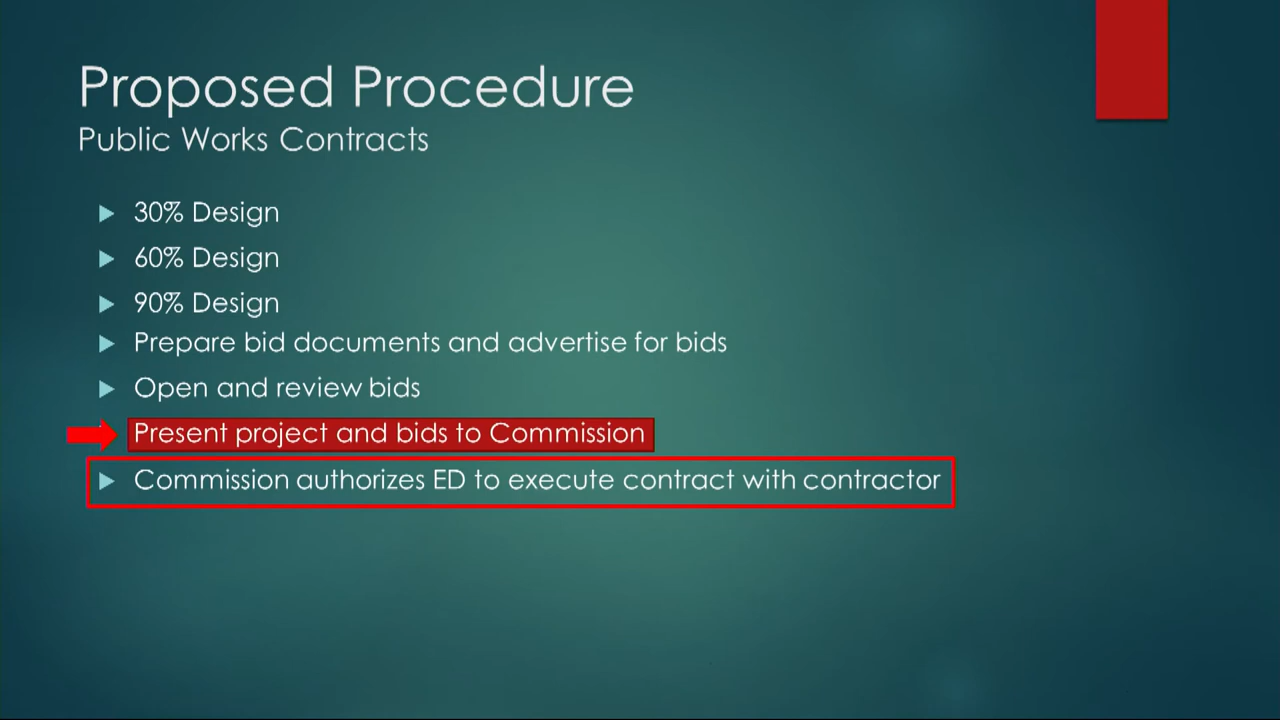 Proposed Procedure
Public Works Contracts
30% Design
60% Design
90% Design
Prepare bid documents and advertise for bids
Open and review bids
Present project and bids to Commission
Commission authorizes ED to execute contract with contractor